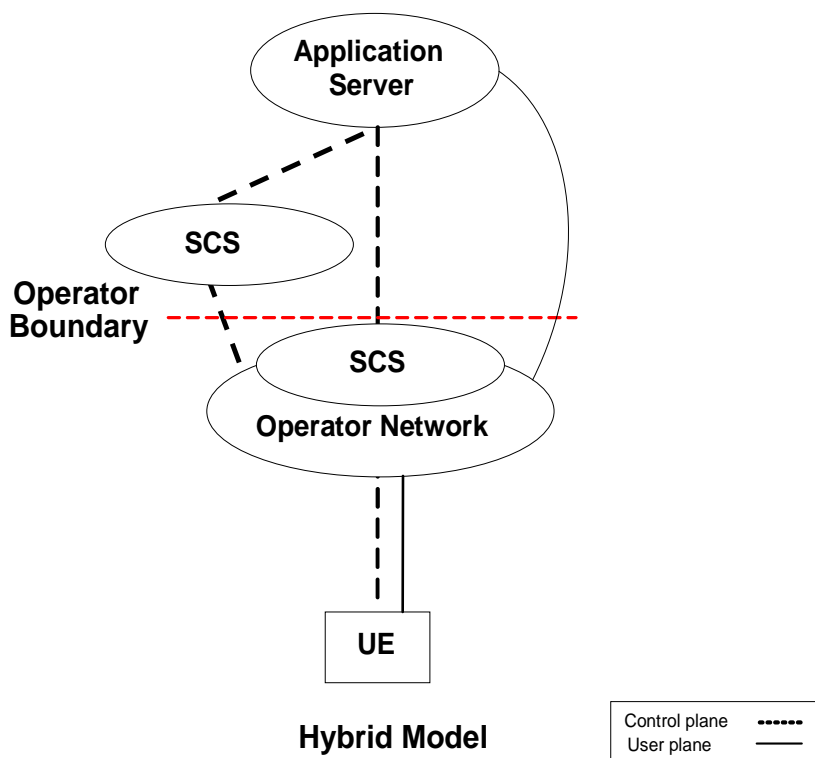 Application
Server
SCS
Operator
Boundary
SCS
Operator Network
UE
Hybrid Model
Control plane
User plane